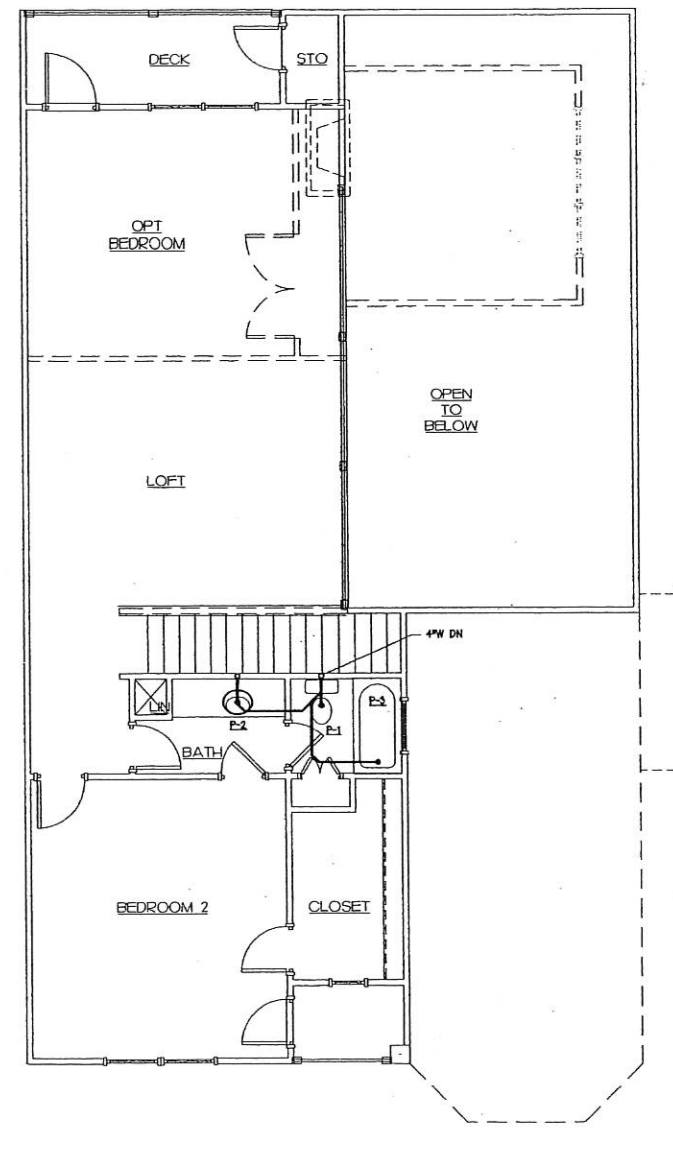 DECK
STO
OPT
BEDROOM
OPEN
TO
BELOW
LOFT
4"W DN
LIN
P-2
P-1
P-3
BATH
BEDROOM 2
CLOSET